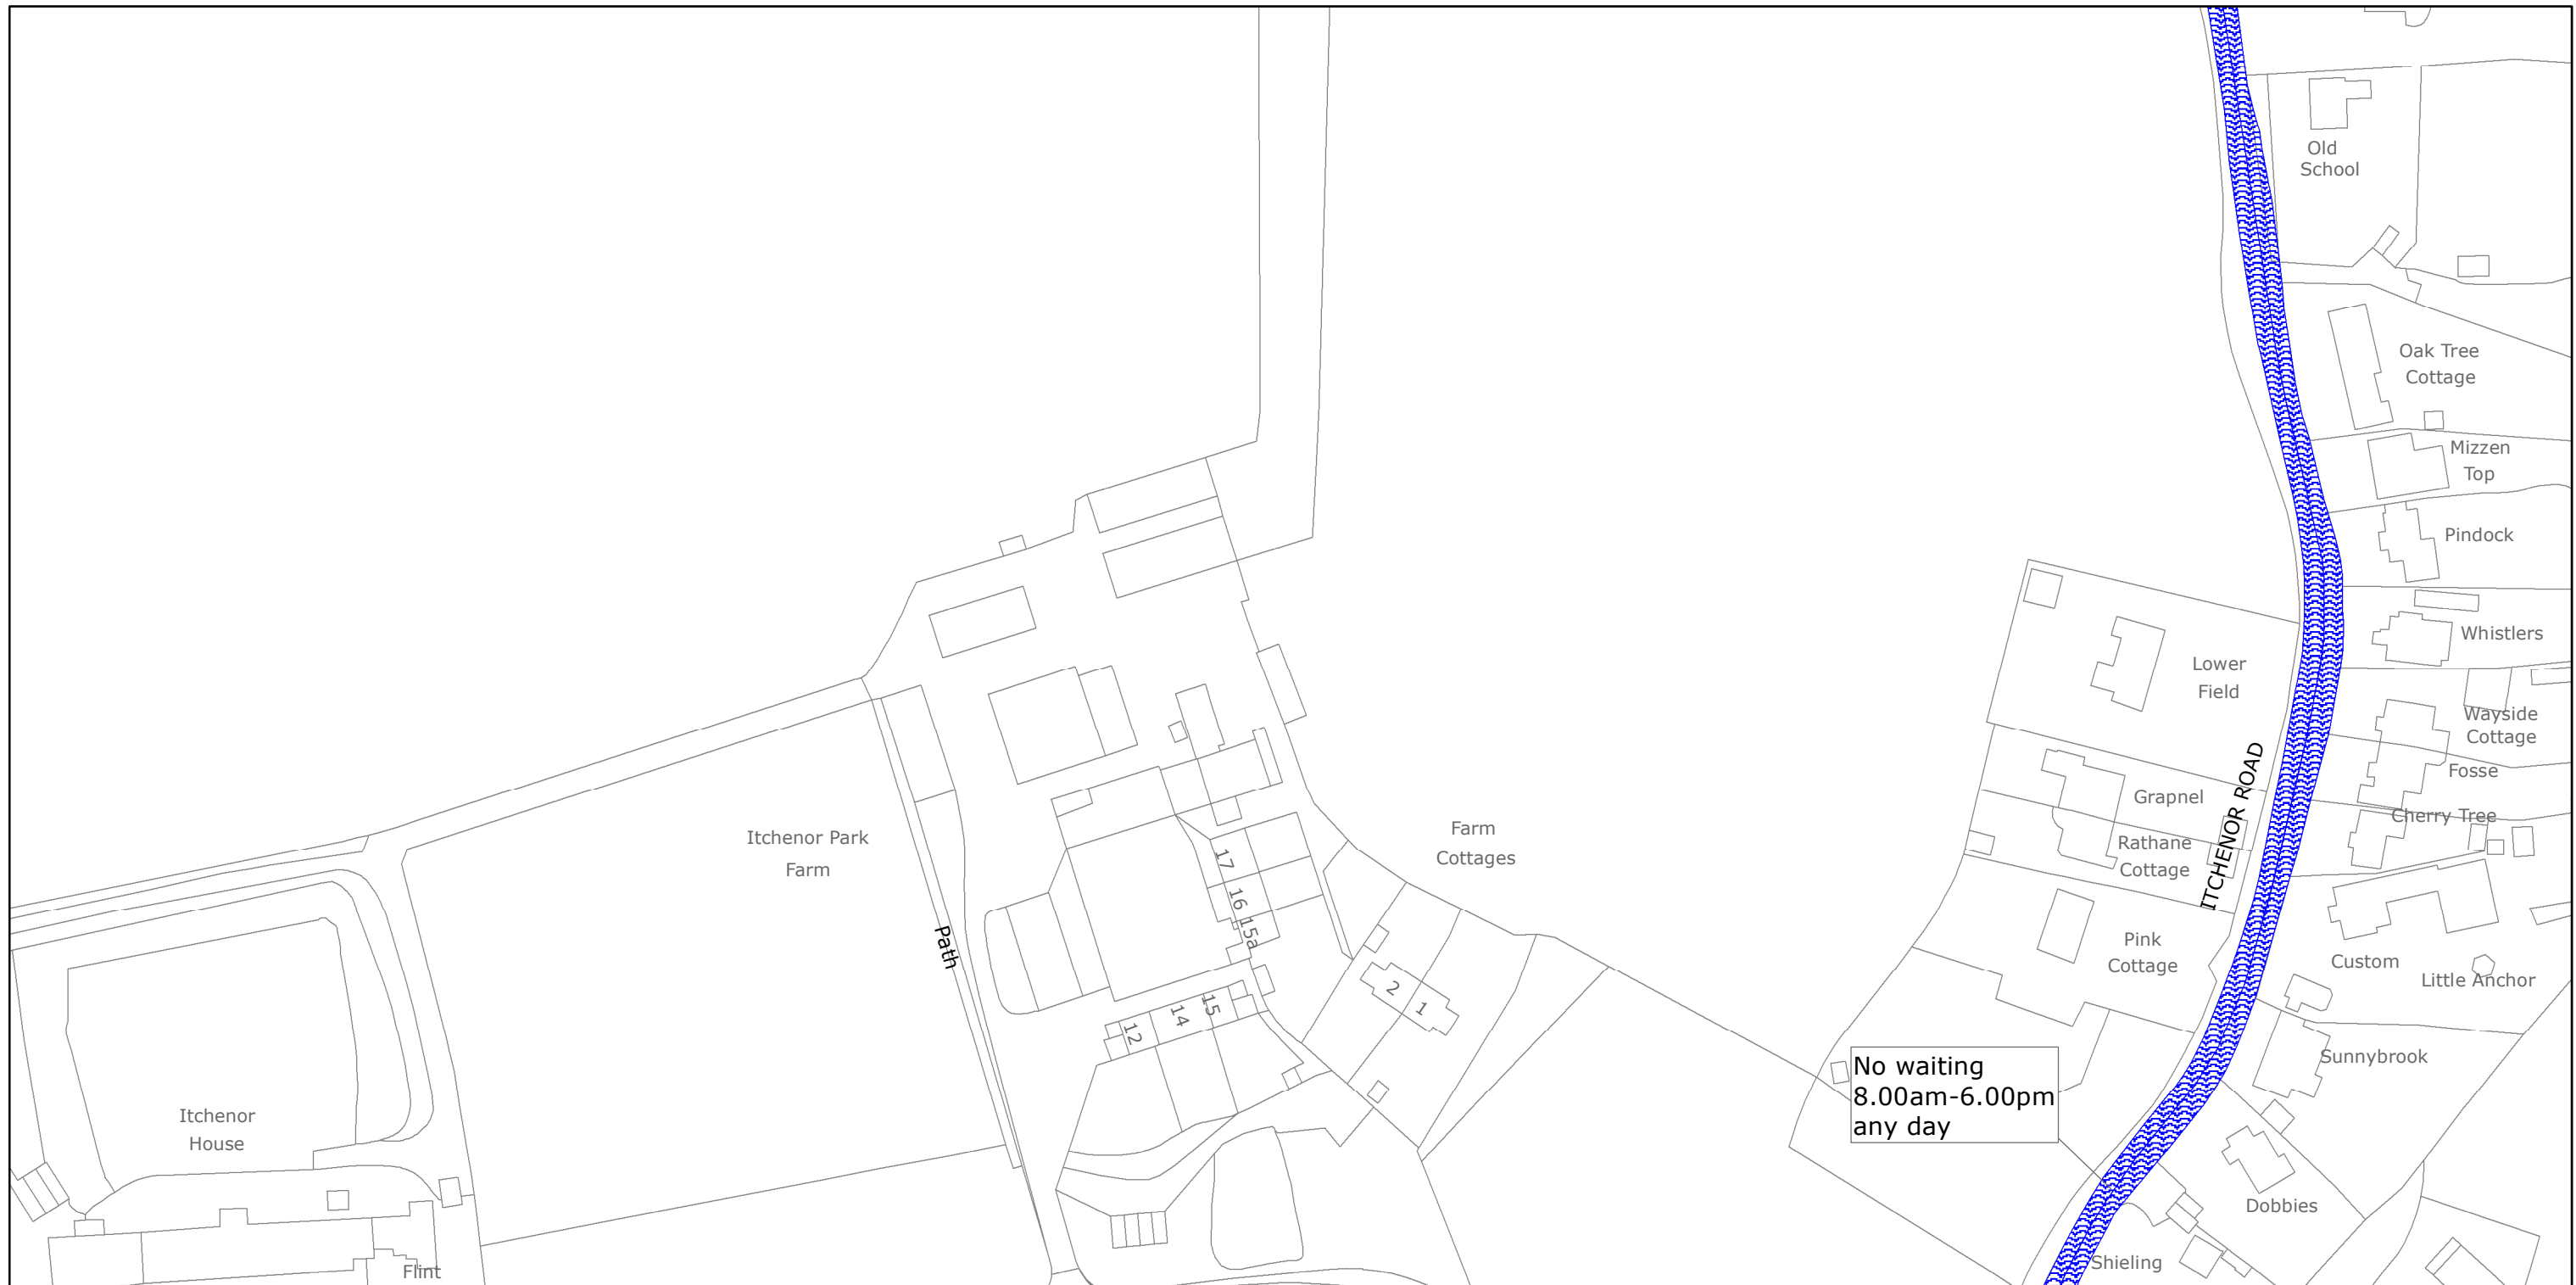 Old
School
Oak Tree
Cottage
Mizzen
Top
Pindock
Whistlers
Lower
Field
Wayside
Cottage
Fosse
Grapnel
Cherry Tree
Rathane
Cottage
ITCHENOR ROAD
Itchenor Park
Farm
Farm
Cottages
17
16
15a
Path
Pink
Cottage
Custom
Little Anchor
2
1
15
14
12
Sunnybrook
No waiting
8.00am-6.00pm
any day
Itchenor
House
Dobbies
Shieling
Flint